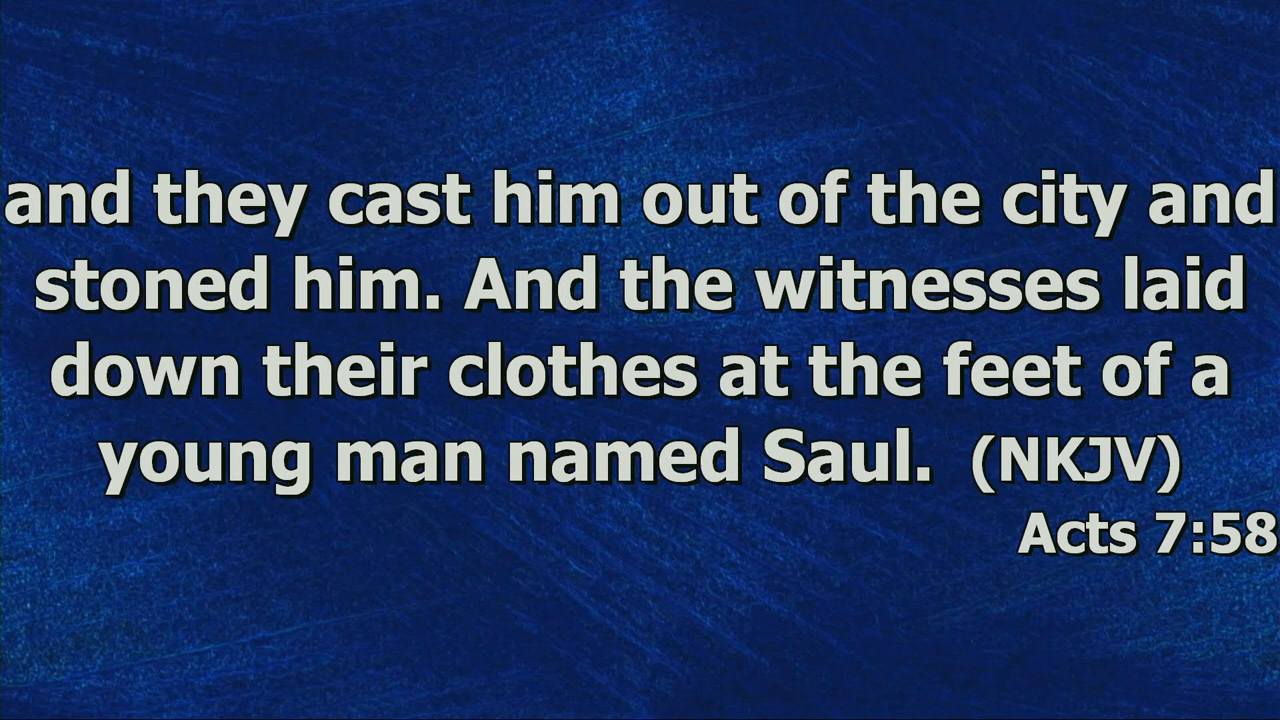 and they cast him out of the city and
stoned him. And the witnesses laid
down their clothes at the feet of a
young man named Saul. (NKJV)
Acts 7:58